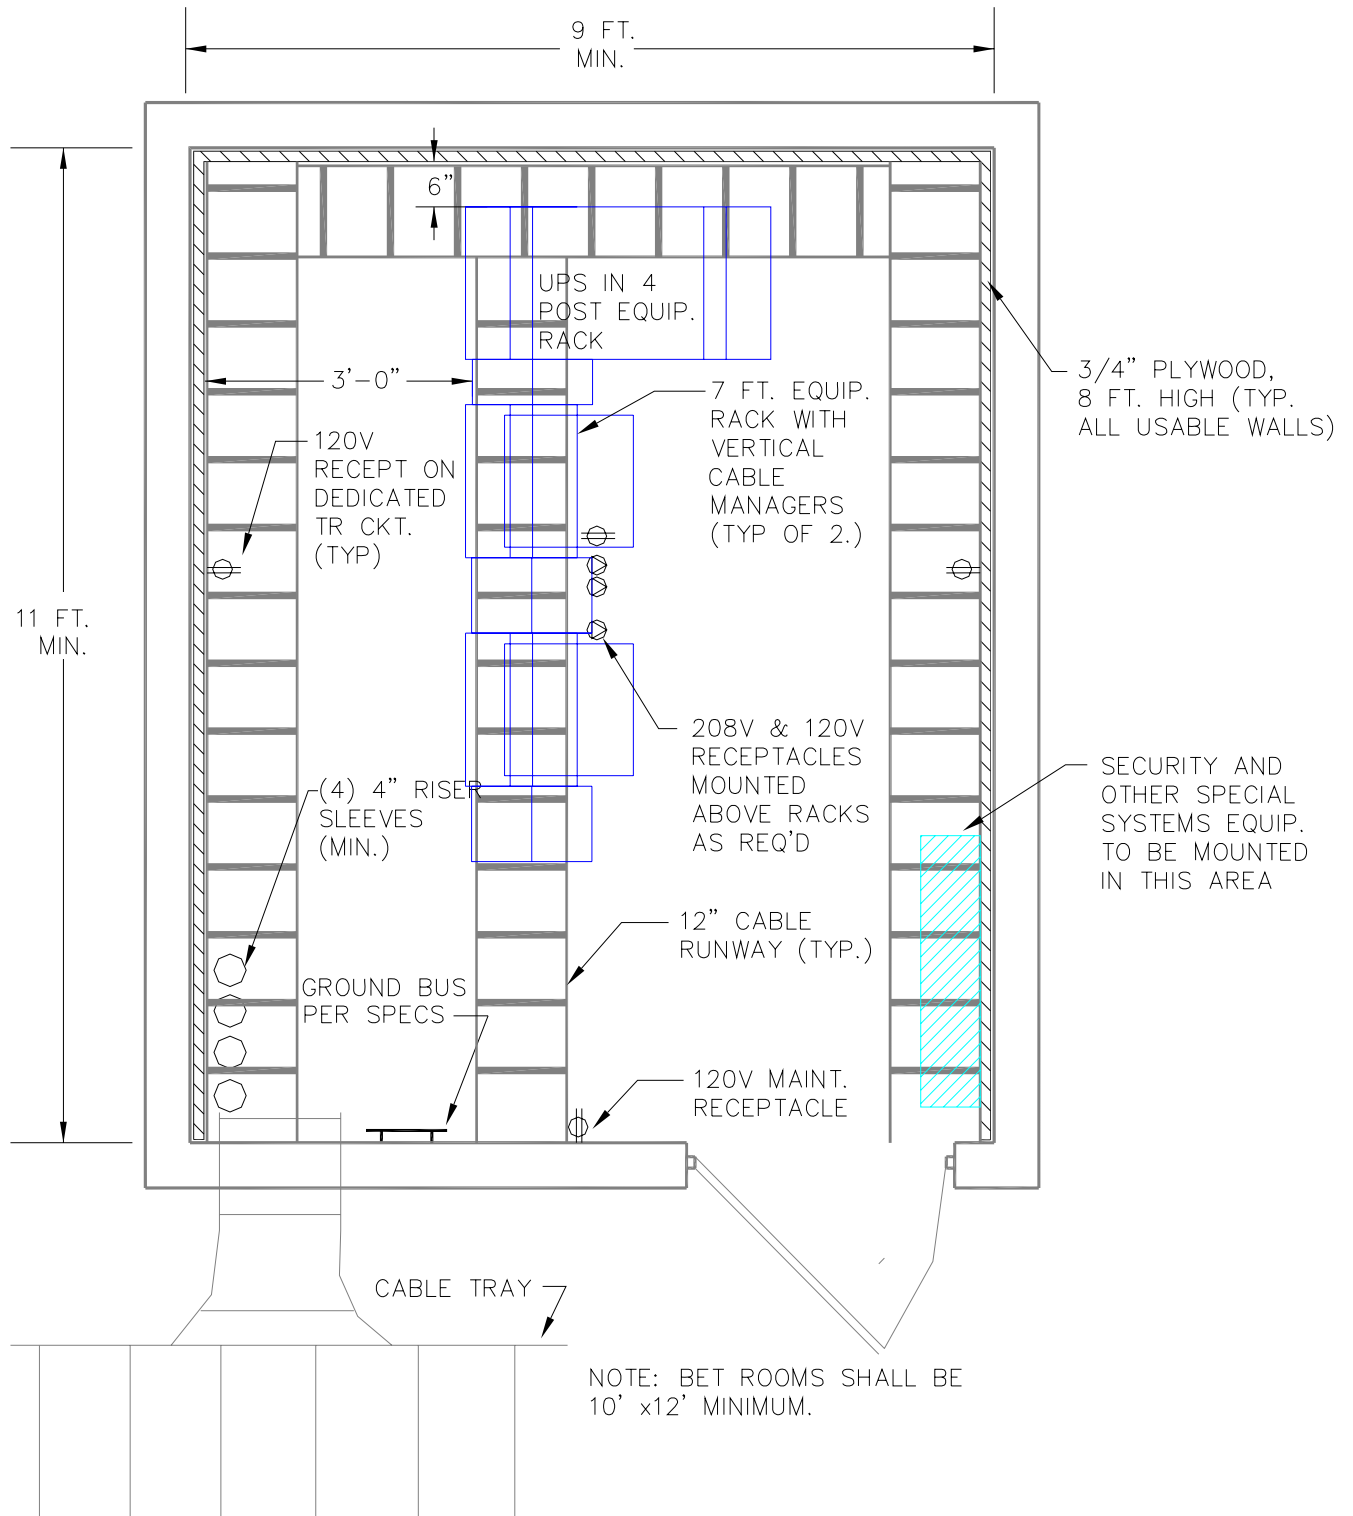 9 FT.
MIN.
6"
UPS IN 4
POST EQUIP.
RACK
3'-0"
7 FT. EQUIP.
RACK WITH
VERTICAL
CABLE
MANAGERS
(TYP OF 2.)
3/4" PLYWOOD,
8 FT. HIGH (TYP.
ALL USABLE WALLS)
120V
RECEPT ON
DEDICATED
TR CKT.
(TYP)
11 FT.
MIN.
208V & 120V
RECEPTACLES
MOUNTED
ABOVE RACKS
AS REQ'D
(4) 4" RISER
SLEEVES
(MIN.)
SECURITY AND
OTHER SPECIAL
SYSTEMS EQUIP.
TO BE MOUNTED
IN THIS AREA
12" CABLE
RUNWAY (TYP.)
GROUND BUS
PER SPECS
120V MAINT.
RECEPTACLE
CABLE TRAY
NOTE: BET ROOMS SHALL BE
10' x12' MINIMUM.